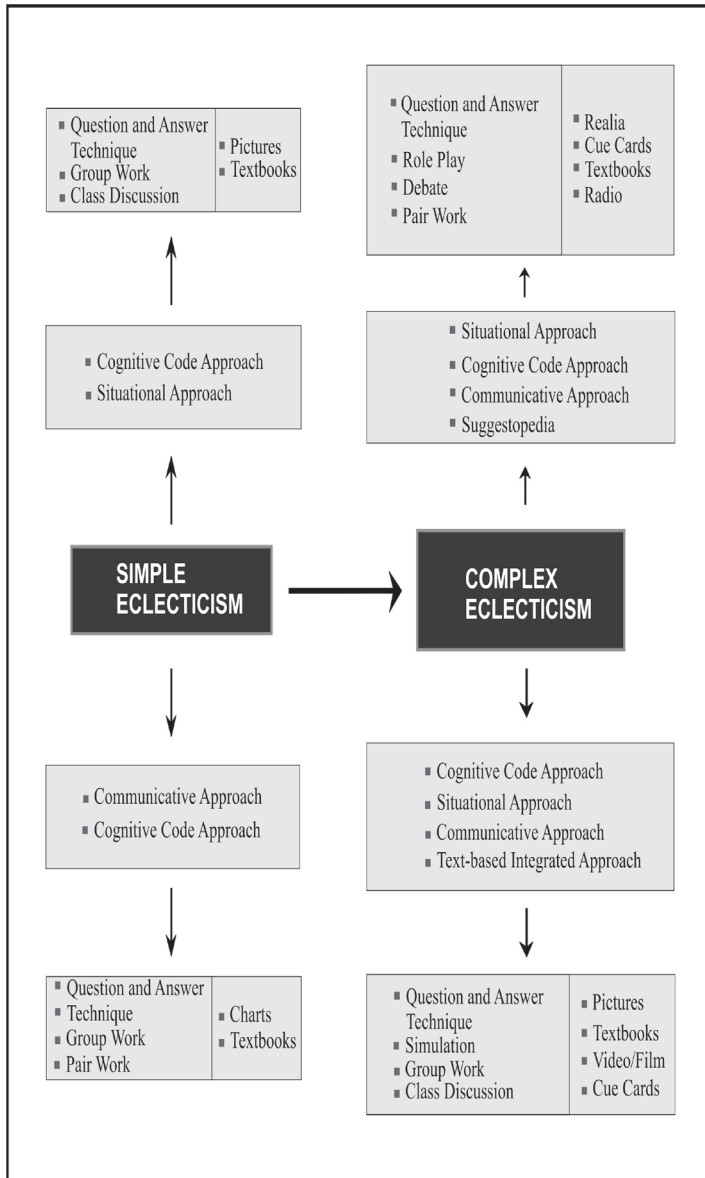 ▪ Question and Answer
Technique
▪ Group Work
▪ Class Discussion
▪ Pictures
▪ Textbooks
▪ Question and Answer
Technique
▪ Role Play
▪ Debate
▪ Pair Work
▪ Realia
▪ Cue Cards
▪ Textbooks
▪ Radio
▪ Cognitive Code Approach
▪ Situational Approach
▪ Situational Approach
▪ Cognitive Code Approach
▪ Communicative Approach
▪ Suggestopedia
SIMPLE
ECLECTICISM
COMPLEX
ECLECTICISM
▪ Communicative Approach
▪ Cognitive Code Approach
▪ Cognitive Code Approach
▪ Situational Approach
▪ Communicative Approach
▪ Text-based Integrated Approach
▪ Question and Answer
▪ Technique
▪ Group Work
▪ Pair Work
▪ Charts
▪ Textbooks
▪ Question and Answer
Technique
▪ Simulation
▪ Group Work
▪ Class Discussion
▪ Pictures
▪ Textbooks
▪ Video/Film
▪ Cue Cards